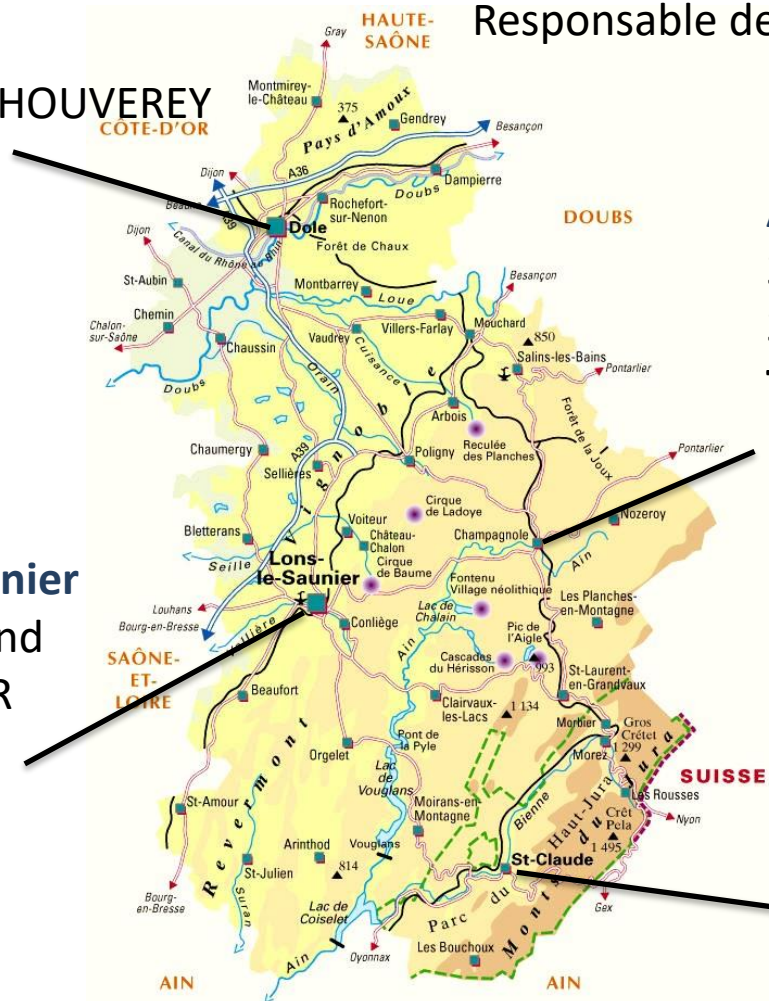 HAUTE-
SAÔNE
Responsable de
Gray
HOUVEREY
CÔTE-D'OR
Montmirey-
le-Château
375
Pays d'Amoux
Gendrey
Besançon
Dijon
A36
Doubs
Dampierre
Rochefort-
sur-Nenon
A39
Dole
DOUBS
Dijon
Canal du Rhône au Rhin
Forêt de Chaux
St-Aubin
Montbarrey
Loue
Besançon
Chemin
Villers-Farlay
Mouchard
850
Chalon-
sur-Saône
Chaussin
Vaudrey
Cuisance
Salins-les-Bains
Pontarlier
Doubs
Orain
Arbois
Forêt de la Joux
Reculée
des Planches
Chaumergy
A39
Sellières
Poligny
Pontarlier
Vignoble
Cirque
de Ladoye
Nozeroy
Bletterans
Voiteur
Champagnole
Château-
Chalon
Ain
Seille
Lons-
le-Saunier
Cirque
de Baume
Fontenu
Village néolithique
Les Planches-
en-Montagne
nier
Louhans
Lac de
Chalain
Bourg-en-Bresse
Vallière
Conliège
Ain
Pic de
l'Aigle
nd
SAÔNE-
ET-
LOIRE
Cascades
du Hérisson
993
St-Laurent-
en-Grandvaux
R
Beaufort
Clairvaux-
les-Lacs
1 134
Morbier
Gros
Crétet
1 299
Orgelet
Pont de
la Pyle
Morez
Lac
de
Vouglans
SUISSE
Les Rousses
St-Amour
Moirans-en-
Montagne
Bienne
Haut-Jura
Crêt
Pela
1 495
Nyon
Revermont
Arinthod
Vouglans
814
St-Claude
St-Julien
Monts du Jura
Bourg-
en-Bresse
Suran
Lac de
Coiselet
Parc du
Gex
Ain
Oyonnax
Les Bouchoux
AIN
AIN